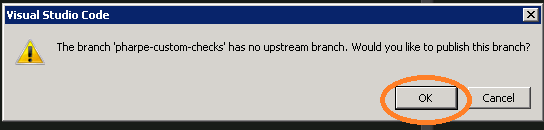 Visual Studio Code
The branch 'pharpe-custom-checks' has no upstream branch. Would you like to publish this branch?
OK
Cancel